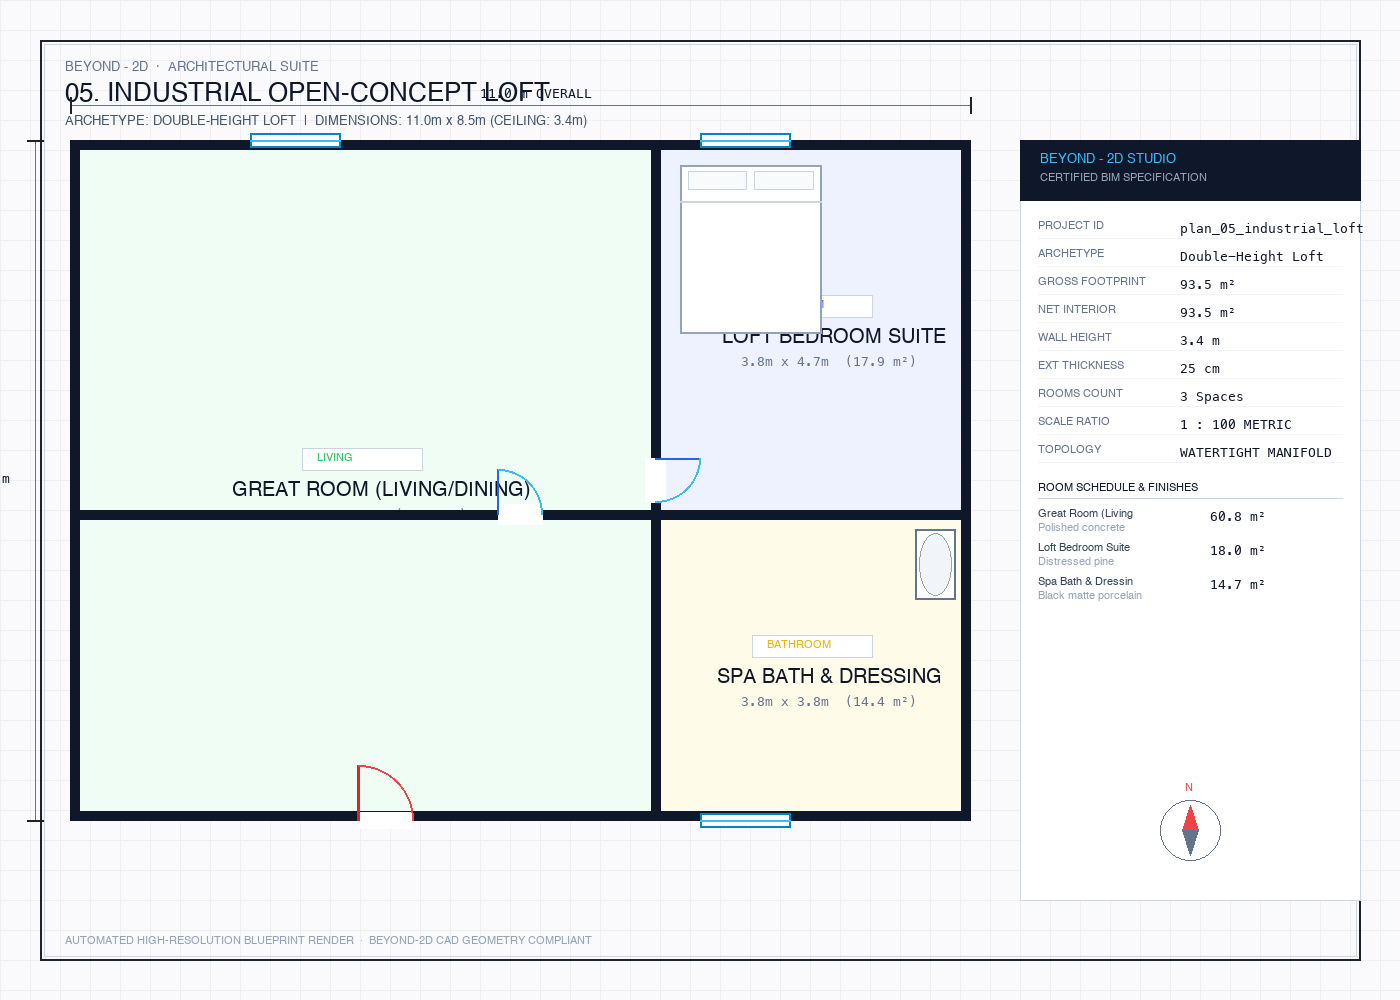 BEYOND - 2D · ARCHITECTURAL SUITE
05. INDUSTRIAL OPEN-CONCEPT LOFT
11.0 m OVERALL
ARCHETYPE: DOUBLE-HEIGHT LOFT | DIMENSIONS: 11.0m x 8.5m (CEILING: 3.4m)
m
LOFT BEDROOM SUITE
3.8m x 4.7m (17.9 m²)
LIVING
GREAT ROOM (LIVING/DINING)
BATHROOM
SPA BATH & DRESSING
3.8m x 3.8m (14.4 m²)
BEYOND - 2D STUDIO
CERTIFIED BIM SPECIFICATION
PROJECT ID plan_05_industrial_loft
ARCHETYPE Double-Height Loft
GROSS FOOTPRINT 93.5 m²
NET INTERIOR 93.5 m²
WALL HEIGHT 3.4 m
EXT THICKNESS 25 cm
ROOMS COUNT 3 Spaces
SCALE RATIO 1 : 100 METRIC
TOPOLOGY WATERTIGHT MANIFOLD
ROOM SCHEDULE & FINISHES
Great Room (Living 60.8 m²
Polished concrete
Loft Bedroom Suite 18.0 m²
Distressed pine
Spa Bath & Dressin 14.7 m²
Black matte porcelain
N
AUTOMATED HIGH-RESOLUTION BLUEPRINT RENDER · BEYOND-2D CAD GEOMETRY COMPLIANT